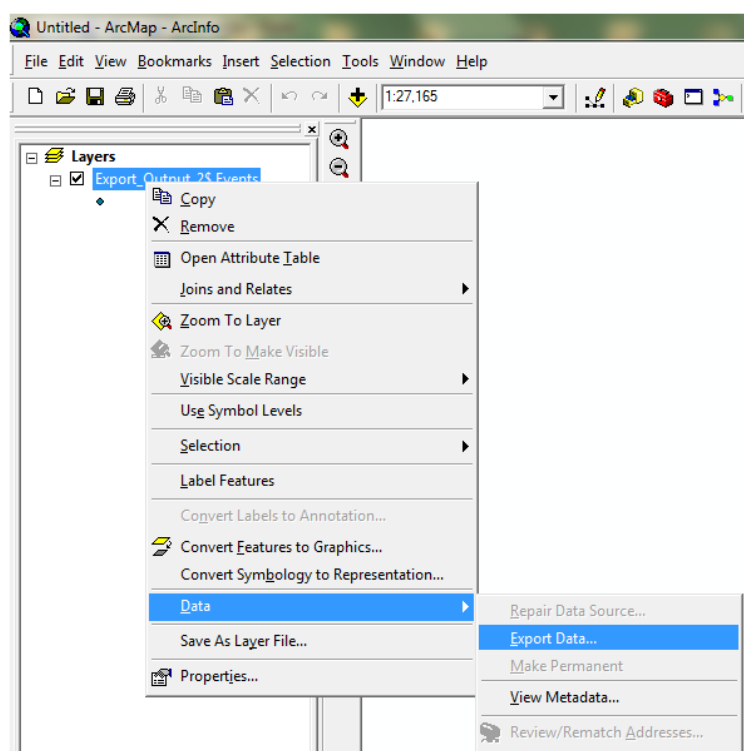 Untitled - ArcMap - ArcInfo
File Edit View Bookmarks Insert Selection Tools Window Help
1:27,165
Layers
Export_Output_2$ Events
Copy
Remove
Open Attribute Table
Joins and Relates
Zoom To Layer
Zoom To Make Visible
Visible Scale Range
Use Symbol Levels
Selection
Label Features
Convert Labels to Annotation...
Convert Features to Graphics...
Convert Symbology to Representation...
Data
Save As Layer File...
Properties...
Repair Data Source...
Export Data...
Make Permanent
View Metadata...
Review/Rematch Addresses...